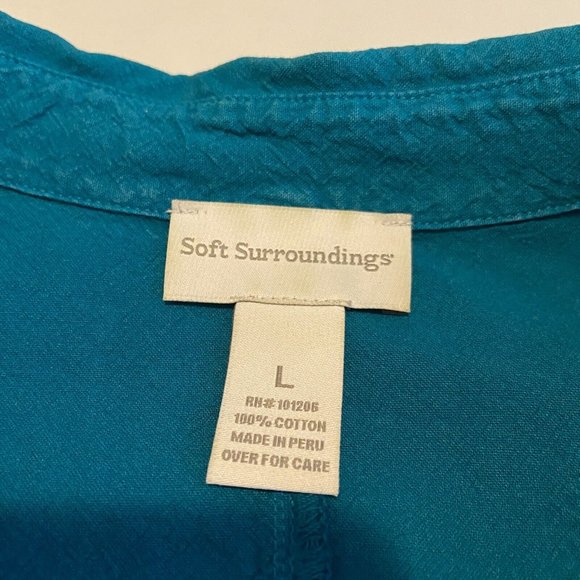 Soft Surroundings®
L
RN# 101206
100% COTTON
MADE IN PERU
OVER FOR CARE